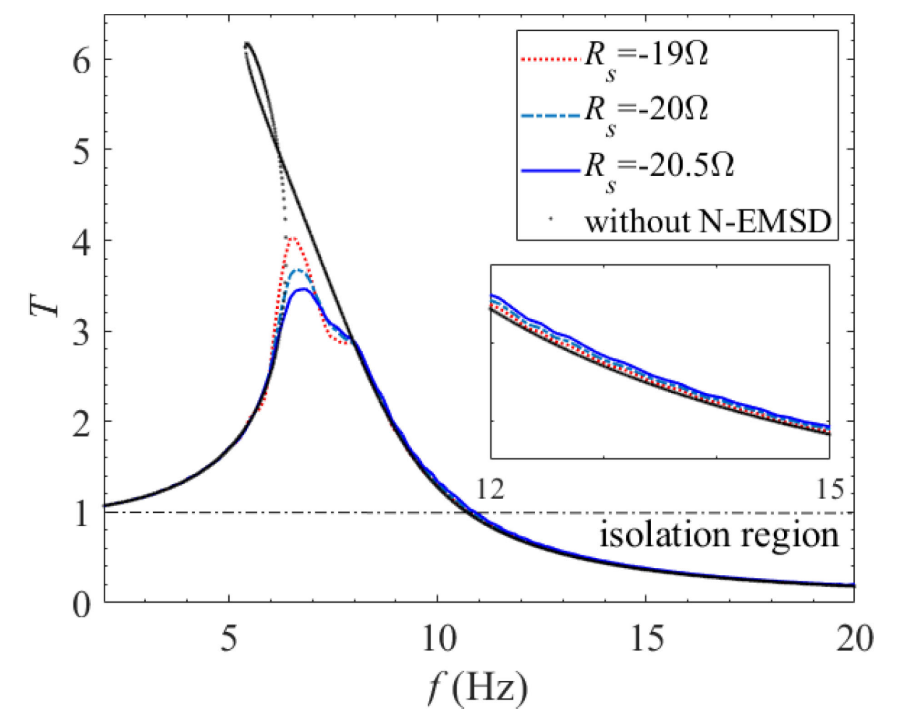 R_s=-19Ω
R_s=-20Ω
R_s=-20.5Ω
without N-EMSD
6
5
4
3
2
1
0
T
12
15
isolation region
5
10
15
20
f (Hz)